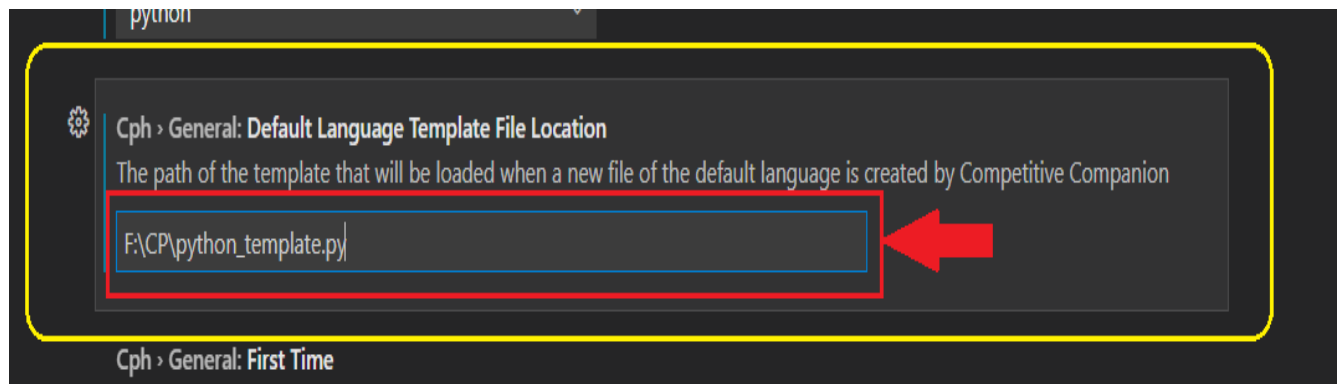 python
Cph › General: Default Language Template File Location
The path of the template that will be loaded when a new file of the default language is created by Competitive Companion
F:\CP\python_template.py
Cph › General: First Time